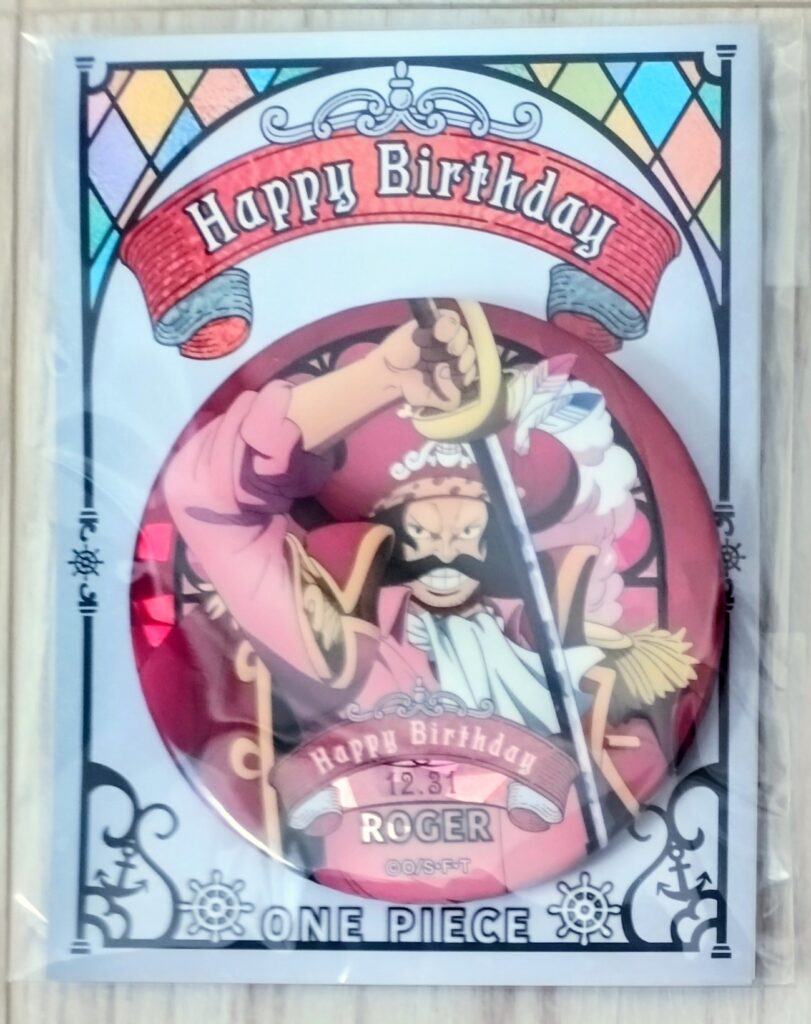 Happy Birthday
Happy Birthday
12.31
ROGER
©O/S・F・T
ONE PIECE